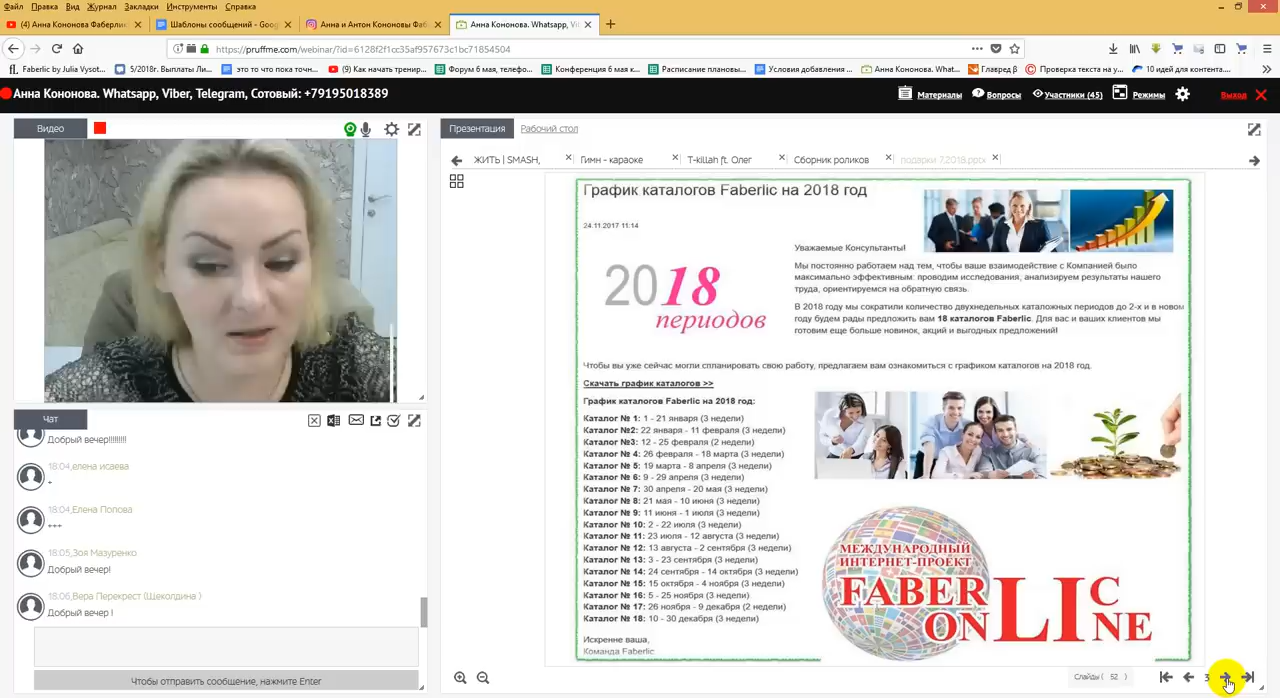 Файл Правка Вид Журнал Закладки Инструменты Справка
(4) Анна Кононова Фаберлик
Шаблоны сообщений - Goog
Анна и Антон Кононовы Фаб
Анна Кононова. Whatsapp, Vi
https://pruffme.com/webinar/?id=6128f2f1cc35af957673c1bc71854504
Faberlic by Julia Vysot...
5/2018г. Выплаты Ли...
это то что пока точн...
(9) Как начать тренир...
Форум 6 мая, телефо...
Конференция 6 мая к...
Расписание плановы...
Условия добавления ...
Анна Кононова. What...
Главред β
Проверка текста на у...
10 идей для контента....
Анна Кононова. Whatsapp, Viber, Telegram, Сотовый: +79195018389
Материалы
Вопросы
Участники (45)
Режимы
Выход
Видео
Презентация
Рабочий стол
ЖИТЬ | SMASH,
Гимн - караоке
T-killah ft. Олег
Сборник роликов
подарки 7,2018.pptx
График каталогов Faberlic на 2018 год
24.11.2017 11:14
2018
периодов
Уважаемые Консультанты!
Мы постоянно работаем над тем, чтобы ваше взаимодействие с Компанией было
максимально эффективным: проводим исследования, анализируем результаты нашего
труда, ориентируемся на обратную связь.
В 2018 году мы сократили количество двухнедельных каталожных периодов до 2-х и в новом
году будем рады предложить вам 18 каталогов Faberlic. Для вас и ваших клиентов мы
готовим еще больше новинок, акций и выгодных предложений!
Чтобы вы уже сейчас могли спланировать свою работу, предлагаем вам ознакомиться с графиком каталогов на 2018 год.
Скачать график каталогов >>
График каталогов Faberlic на 2018 год:
Каталог № 1: 1 - 21 января (3 недели)
Каталог №2: 22 января - 11 февраля (3 недели)
Каталог №3: 12 - 25 февраля (2 недели)
Каталог № 4: 26 февраля - 18 марта (3 недели)
Каталог № 5: 19 марта - 8 апреля (3 недели)
Каталог № 6: 9 - 29 апреля (3 недели)
Каталог № 7: 30 апреля - 20 мая (3 недели)
Каталог № 8: 21 мая - 10 июня (3 недели)
Каталог № 9: 11 июня - 1 июля (3 недели)
Каталог № 10: 2 - 22 июля (3 недели)
Каталог № 11: 23 июля - 12 августа (3 недели)
Каталог № 12: 13 августа - 2 сентября (3 недели)
Каталог № 13: 3 - 23 сентября (3 недели)
Каталог № 14: 24 сентября - 14 октября (3 недели)
Каталог № 15: 15 октября - 4 ноября (3 недели)
Каталог № 16: 5 - 25 ноября (3 недели)
Каталог № 17: 26 ноября - 9 декабря (2 недели)
Каталог № 18: 10 - 30 декабря (3 недели)
Искренне ваша,
Команда Faberlic
МЕЖДУНАРОДНЫЙ
ИНТЕРНЕТ-ПРОЕКТ
FABERLIC
ONLINE
Чат
Добрый вечер!!!!!!!!!
18:04,елена исаева
+
18:04,Елена Попова
+++
18:05,Зоя Мазуренко
Добрый вечер!
18:06,Вера Перекрест (Щеколдина )
Добрый вечер !
Чтобы отправить сообщение, нажмите Enter
Слайды ( 52 )
3